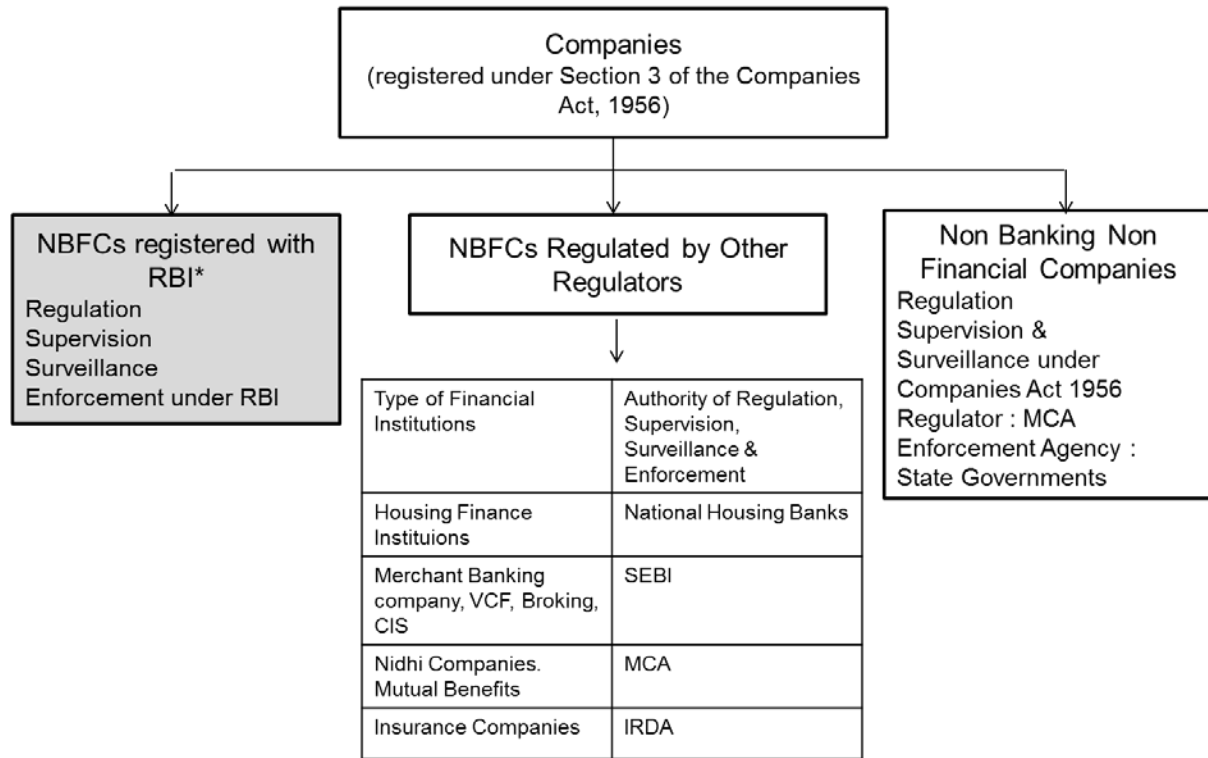 Companies
(registered under Section 3 of the Companies
Act, 1956)
NBFCs registered with
RBI*
Regulation
Supervision
Surveillance
Enforcement under RBI
NBFCs Regulated by Other
Regulators
Type of Financial
Institutions
Authority of Regulation,
Supervision,
Surveillance &
Enforcement
Housing Finance
Instituions
National Housing Banks
Merchant Banking
company, VCF, Broking,
CIS
SEBI
Nidhi Companies.
Mutual Benefits
MCA
Insurance Companies
IRDA
Non Banking Non
Financial Companies
Regulation
Supervision &
Surveillance under
Companies Act 1956
Regulator : MCA
Enforcement Agency :
State Governments